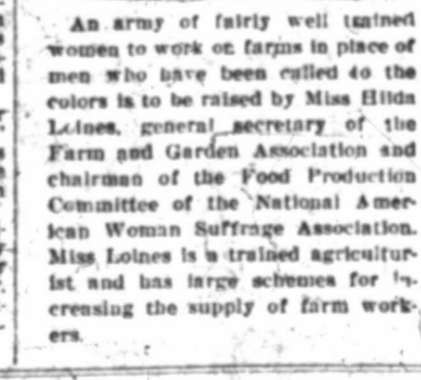 An army of fairly well trained
women to work on farms in place of
men who have been called to the
colors is to be raised by Miss Hilda
Loines, general secretary of the
Farm and Garden Association and
chairman of the Food Production
Committee of the National Amer-
ican Woman Suffrage Association.
Miss Loines is a trained agricultur-
ist and has large schemes for in-
creasing the supply of farm work-
ers.